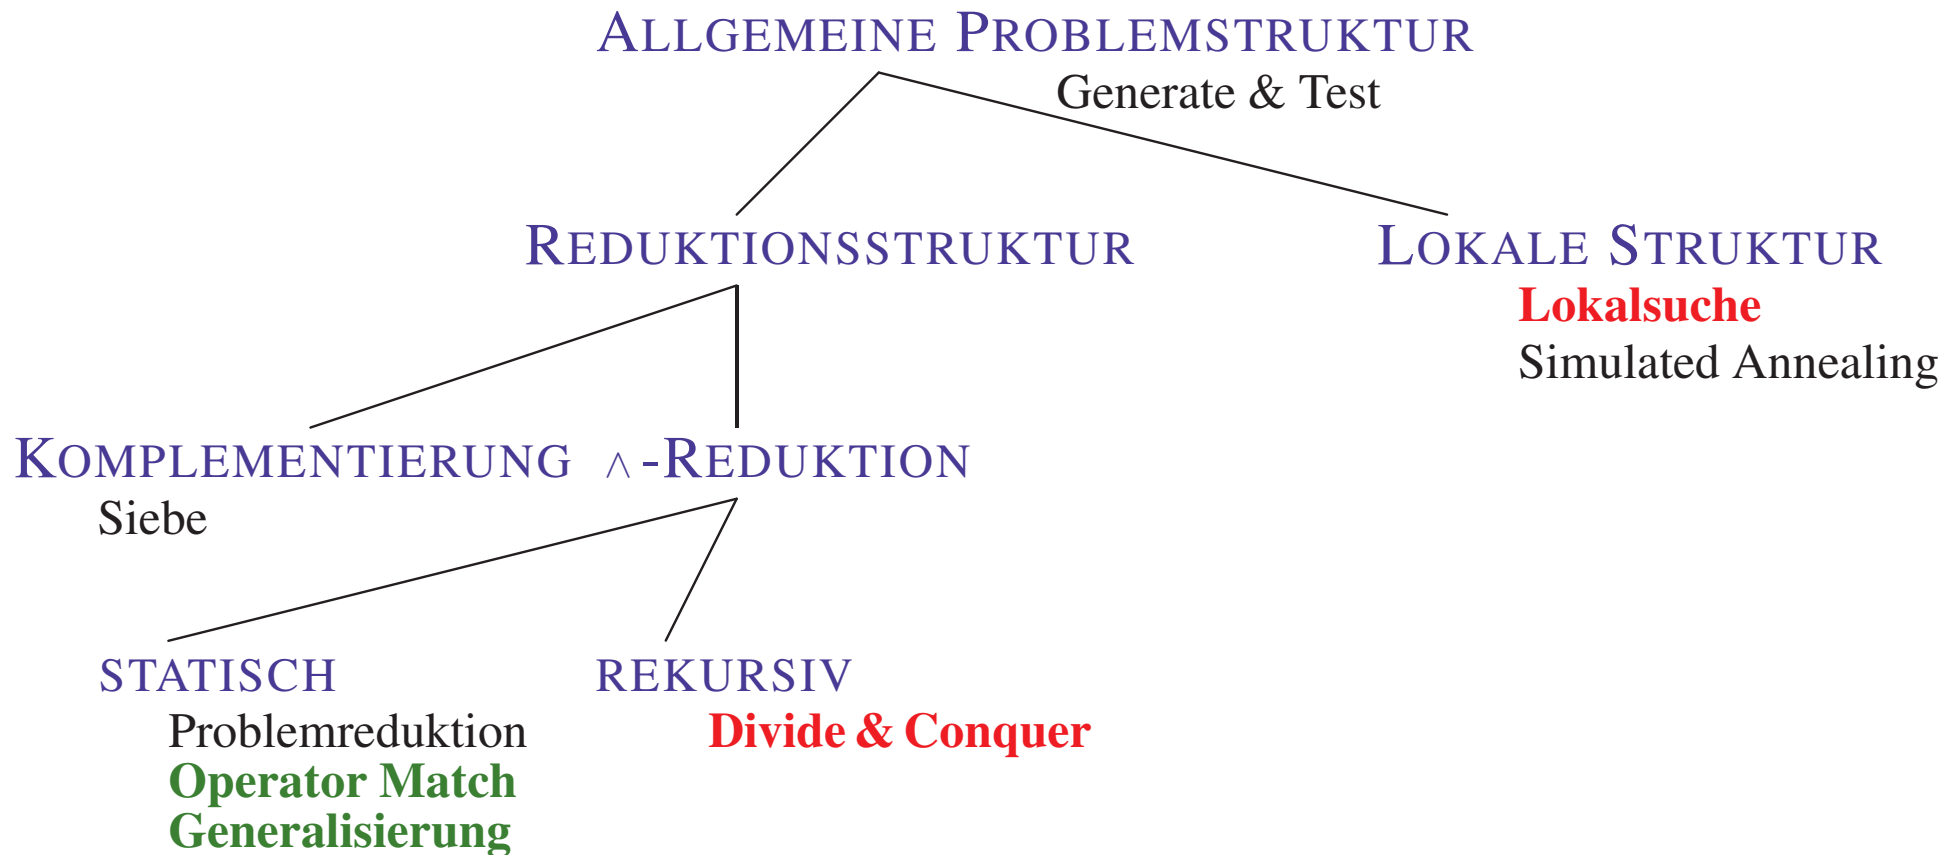 ALLGEMEINE PROBLEMSTRUKTUR
Generate & Test
REDUKTIONSSTRUKTUR
LOKALE STRUKTUR
Lokalsuche
Simulated Annealing
KOMPLEMENTIERUNG
Siebe
∧-REDUKTION
STATISCH
Problemreduktion
Operator Match
Generalisierung
REKURSIV
Divide & Conquer